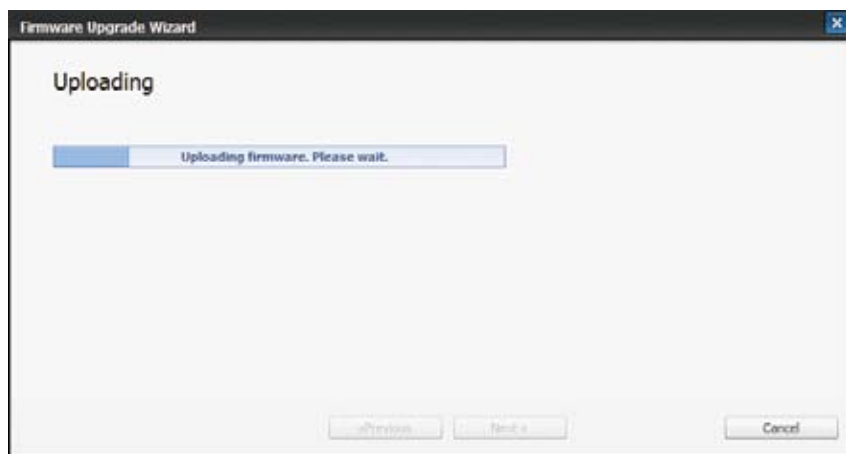 Firmware Upgrade Wizard
Uploading
Uploading firmware. Please wait.
«Previous Next »
Cancel